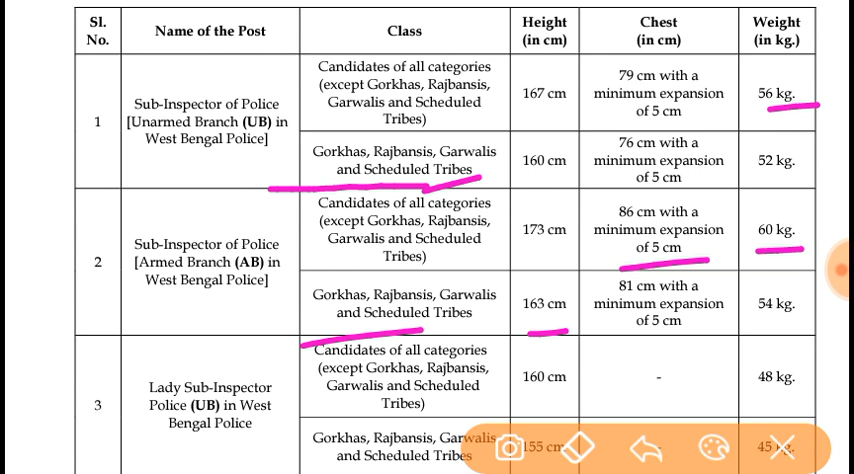 Sl. No.
Name of the Post
Class
Height
(in cm)
Chest
(in cm)
Weight
(in kg.)
1
Sub-Inspector of Police
[Unarmed Branch (UB) in
West Bengal Police]
Candidates of all categories
(except Gorkhas, Rajbansis,
Garwalis and Scheduled
Tribes)
167 cm
79 cm with a
minimum expansion
of 5 cm
56 kg.
Gorkhas, Rajbansis, Garwalis
and Scheduled Tribes
160 cm
76 cm with a
minimum expansion
of 5 cm
52 kg.
2
Sub-Inspector of Police
[Armed Branch (AB) in
West Bengal Police]
Candidates of all categories
(except Gorkhas, Rajbansis,
Garwalis and Scheduled
Tribes)
173 cm
86 cm with a
minimum expansion
of 5 cm
60 kg.
Gorkhas, Rajbansis, Garwalis
and Scheduled Tribes
163 cm
81 cm with a
minimum expansion
of 5 cm
54 kg.
3
Lady Sub-Inspector
Police (UB) in West
Bengal Police
Candidates of all categories
(except Gorkhas, Rajbansis,
Garwalis and Scheduled
Tribes)
160 cm
-
48 kg.
Gorkhas, Rajbansis, Garwalis
and Scheduled Tribes
155 cm
45